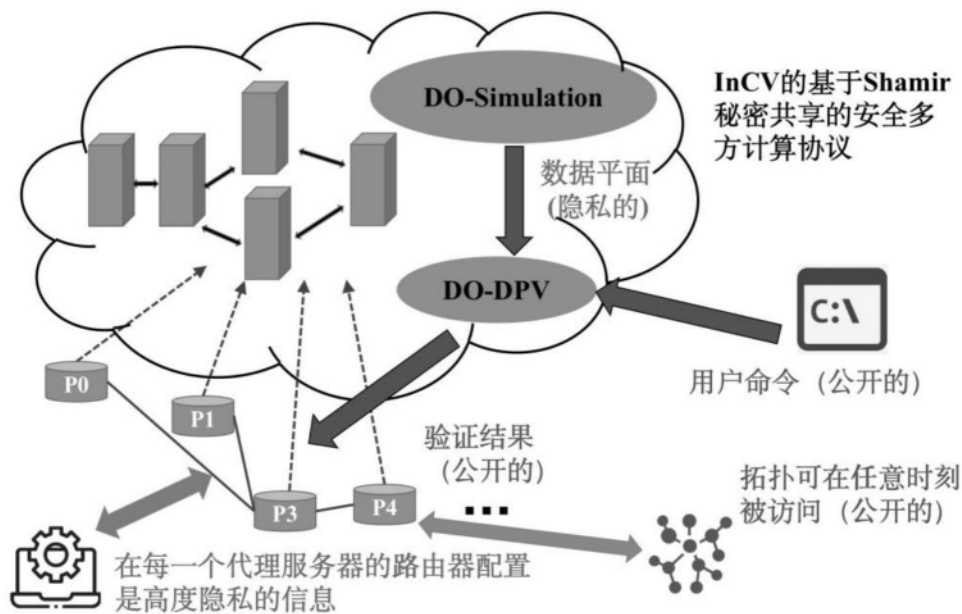 DO-Simulation
InCV的基于Shamir
秘密共享的安全多
方计算协议
数据平面
(隐私的)
DO-DPV
C:\
用户命令（公开的）
P0
P1
P3
P4
...
验证结果
（公开的）
拓扑可在任意时刻
被访问（公开的）
在每一个代理服务器的路由器配置
是高度隐私的信息